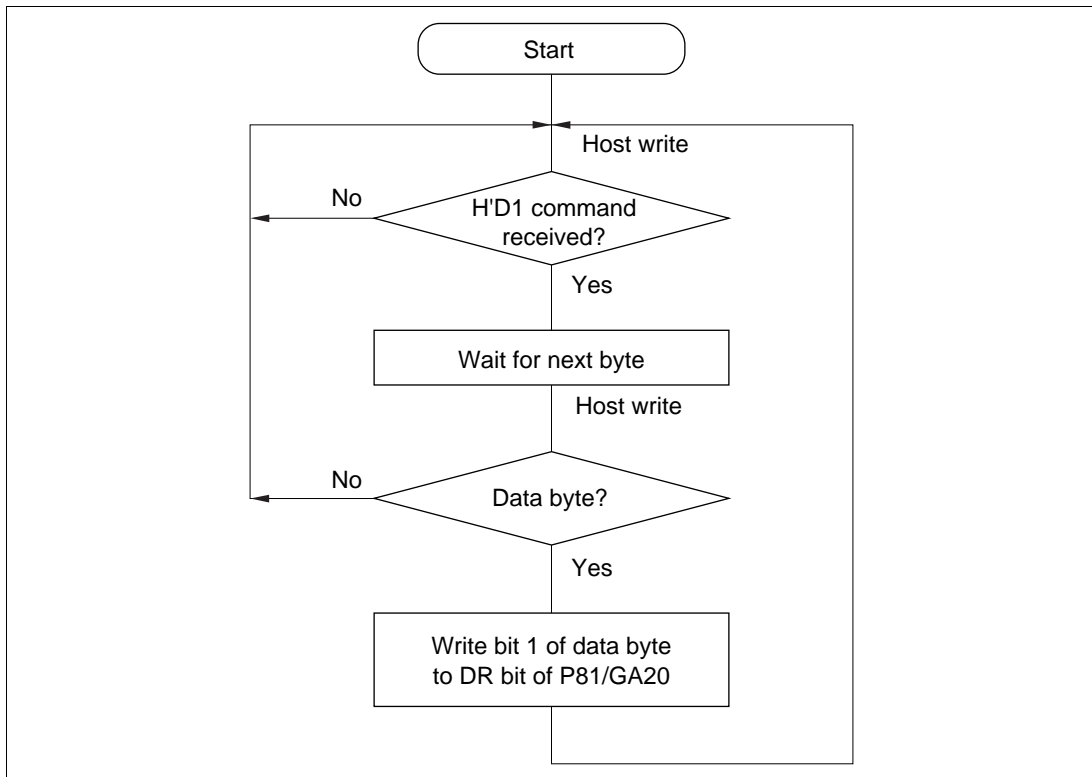 Start
Host write
No
H'D1 command
received?
Yes
Wait for next byte
Host write
No
Data byte?
Yes
Write bit 1 of data byte
to DR bit of P81/GA20